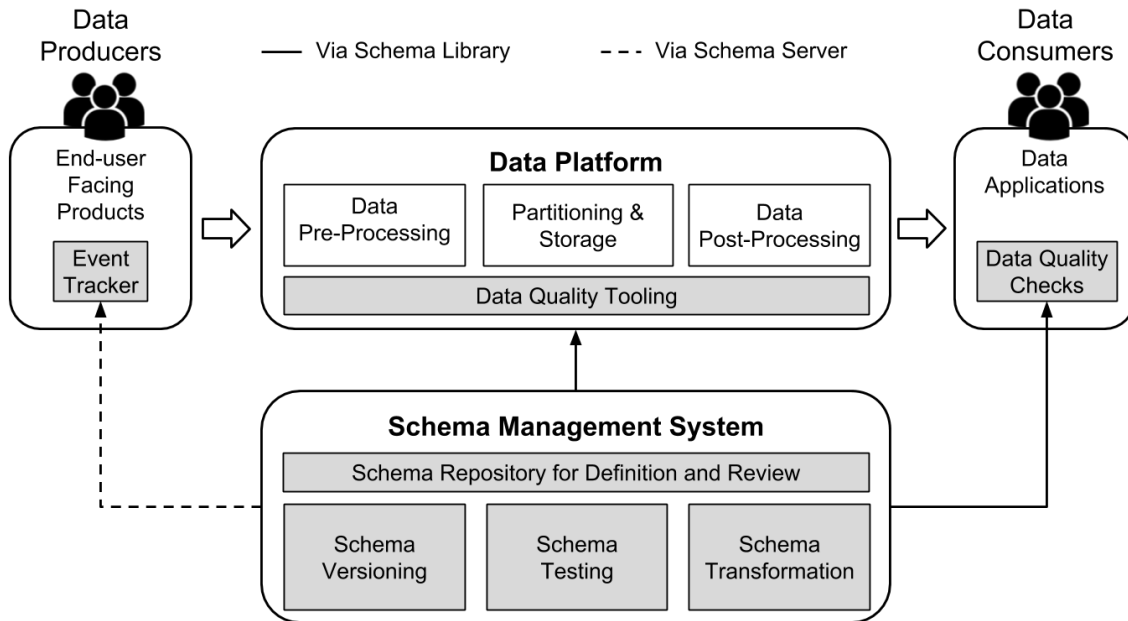 Data
Producers
Via Schema Library
Via Schema Server
Data
Consumers
End-user
Facing
Products
Event
Tracker
Data Platform
Data
Pre-Processing
Partitioning &
Storage
Data
Post-Processing
Data Quality Tooling
Data
Applications
Data Quality
Checks
Schema Management System
Schema Repository for Definition and Review
Schema
Versioning
Schema
Testing
Schema
Transformation